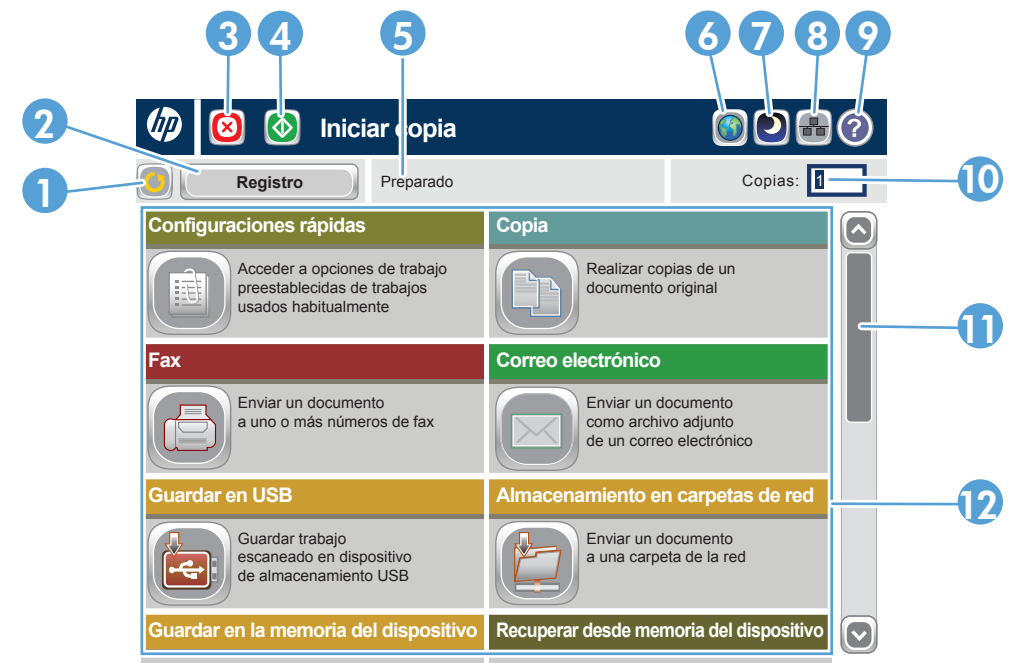 3 4 5 6 7 8 9
2
hp
Iniciar copia
?
1
Registro
Preparado
Copias: 1
10
Configuraciones rápidas
Acceder a opciones de trabajo
preestablecidas de trabajos
usados habitualmente
Copia
Realizar copias de un
documento original
11
Fax
Enviar un documento
a uno o más números de fax
Correo electrónico
Enviar un documento
como archivo adjunto
de un correo electrónico
Guardar en USB
Guardar trabajo
escaneado en dispositivo
de almacenamiento USB
Almacenamiento en carpetas de red
Enviar un documento
a una carpeta de la red
12
Guardar en la memoria del dispositivo
Recuperar desde memoria del dispositivo